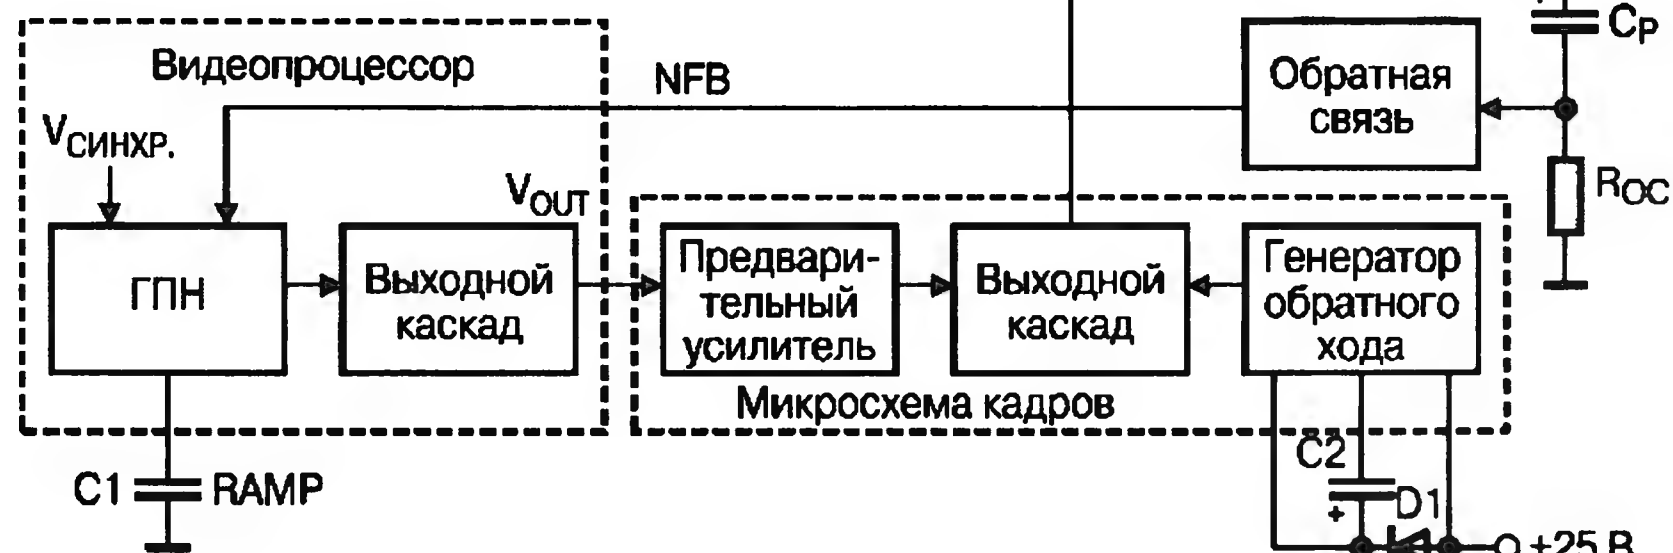 Видеопроцессор
NFB
Обратная
связь
CР
VСИНХР.
VOUT
ROC
ГПН
Выходной
каскад
Предвари-
тельный
усилитель
Выходной
каскад
Генератор
обратного
хода
Микросхема кадров
C1
RAMP
C2
+
D1
+25 В